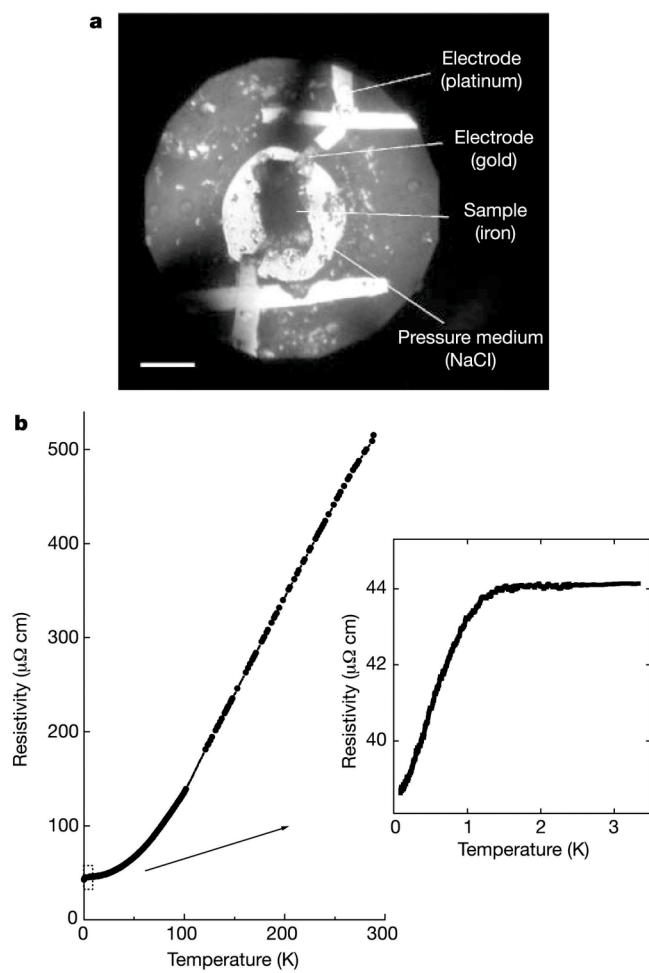 a
Electrode
(platinum)
Electrode
(gold)
Sample
(iron)
Pressure medium
(NaCl)
b
500
400
300
200
100
0
Resistivity (μΩ cm)
0
100
200
300
Temperature (K)
44
42
40
Resistivity (μΩ cm)
0
1
2
3
Temperature (K)